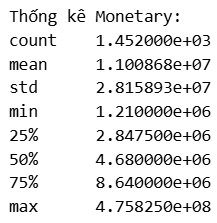 Thống kê Monetary:
count    1.452000e+03
mean     1.100868e+07
std      2.815893e+07
min      1.210000e+06
25%      2.847500e+06
50%      4.680000e+06
75%      8.640000e+06
max      4.758250e+08